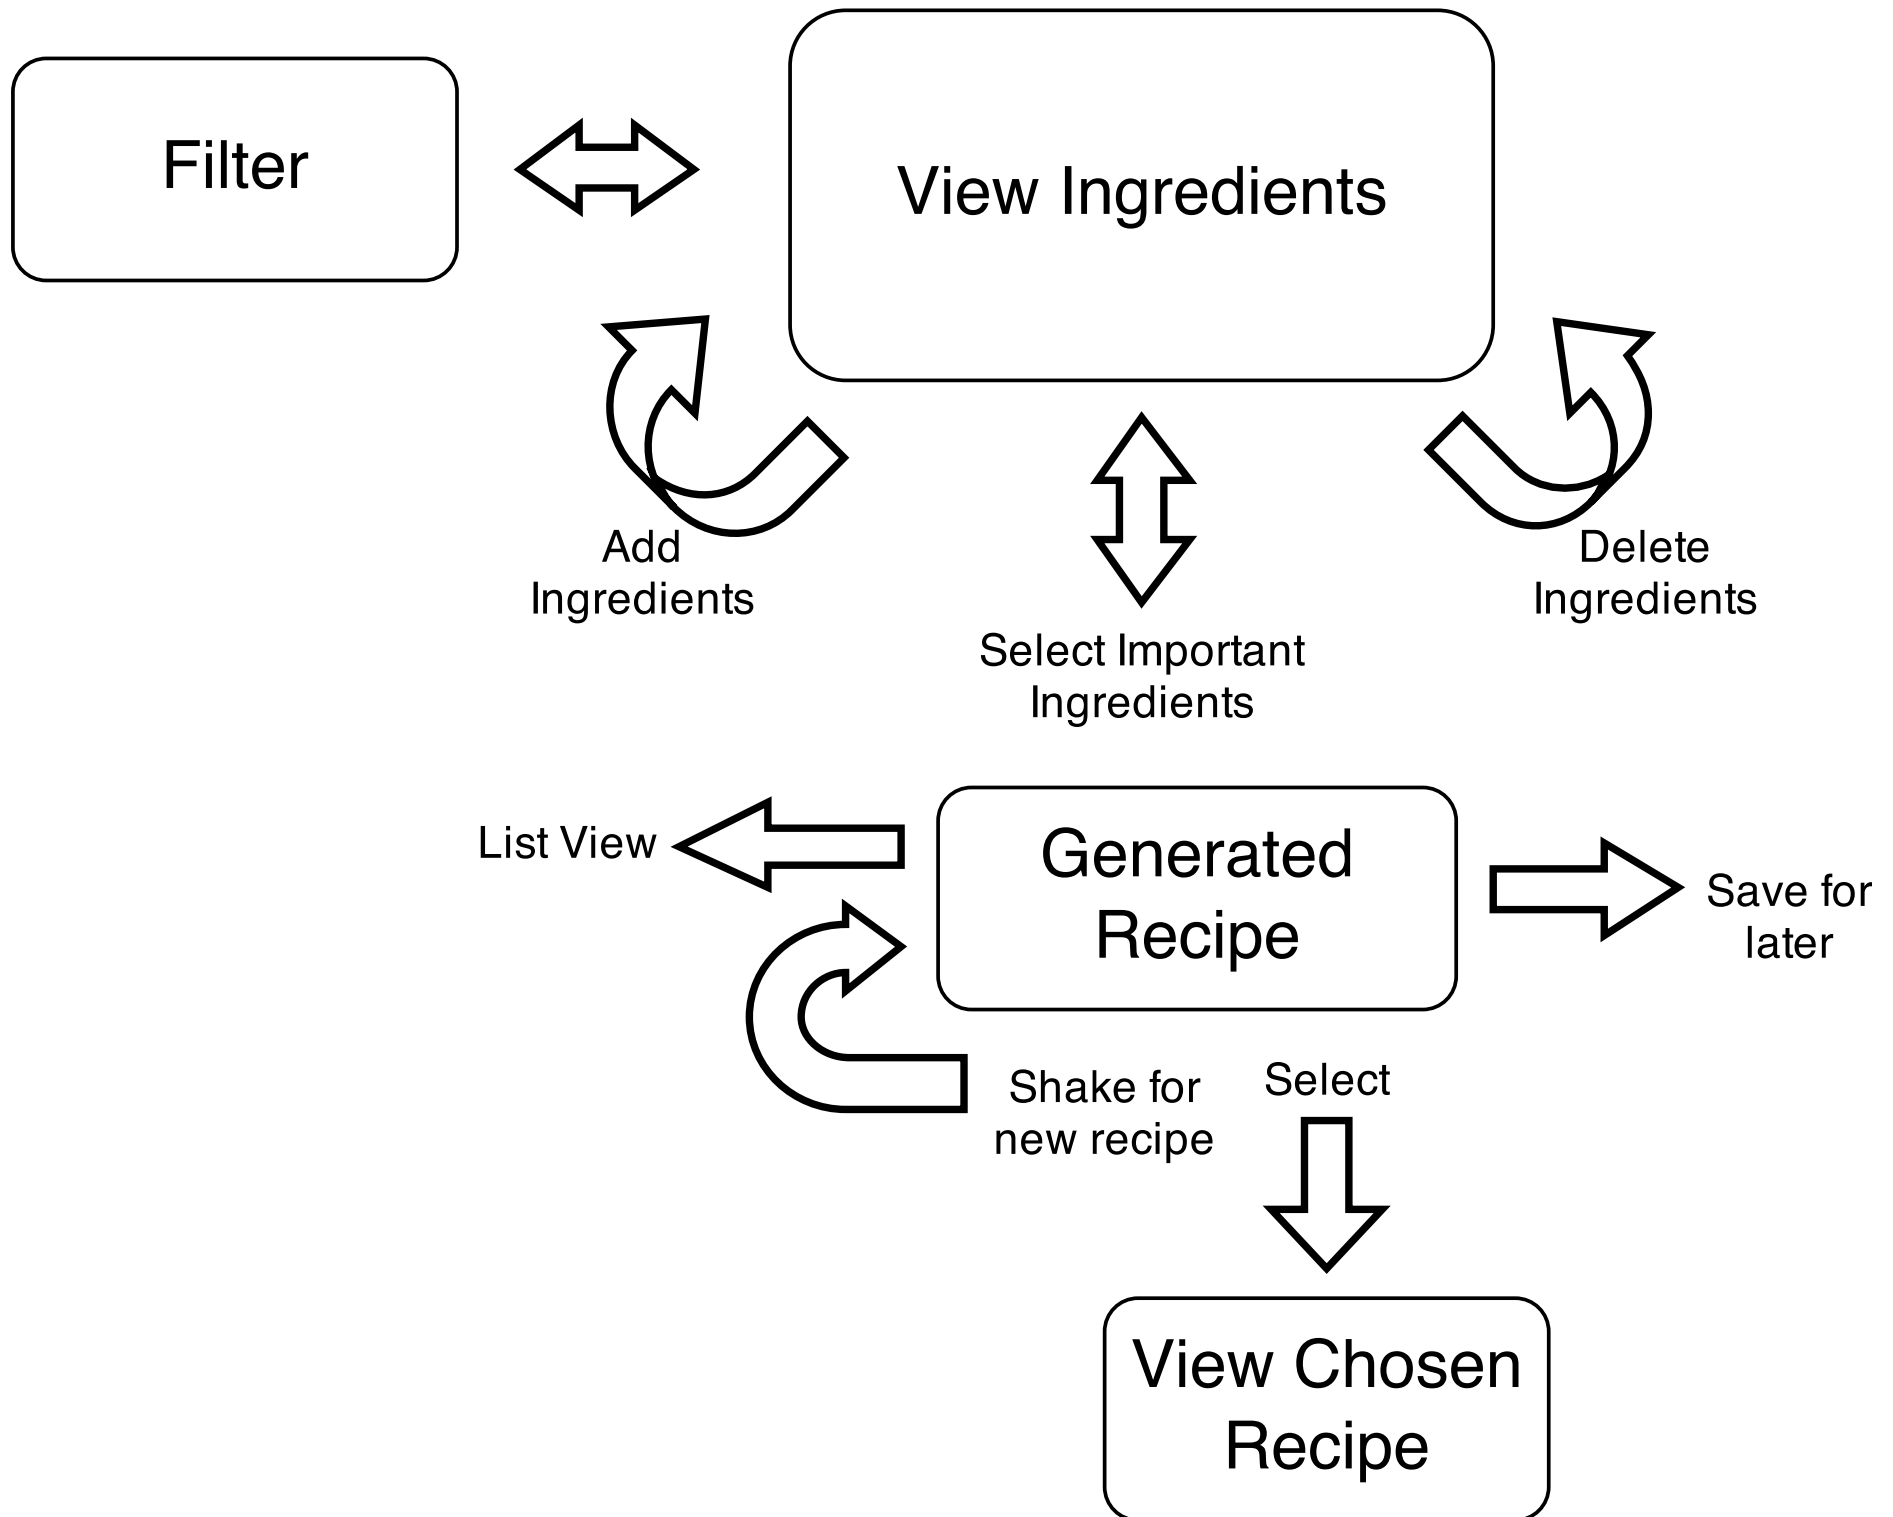 Filter
View Ingredients
Add
Ingredients
Delete
Ingredients
Select Important
Ingredients
List View
Generated
Recipe
Save for
later
Shake for
new recipe
Select
View Chosen
Recipe